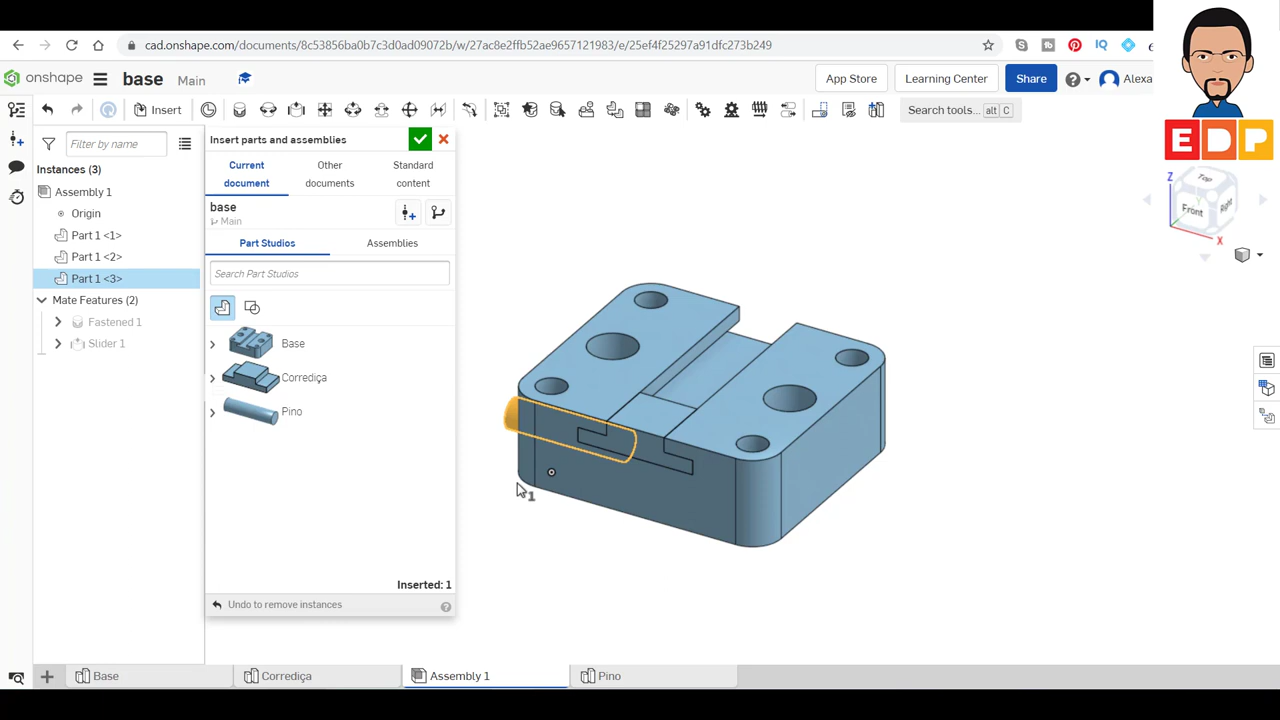 cad.onshape.com/documents/8c53856ba0b7c3d0ad09072b/w/27ac8e2ffb52ae9657121983/e/25ef4f25297a91dfc273b249
IQ
onshape
base
Main
App Store
Learning Center
Share
Alexa
Insert
Search tools...
alt
C
E D P
Filter by name
Instances (3)
Assembly 1
Origin
Part 1 <1>
Part 1 <2>
Part 1 <3>
Mate Features (2)
Fastened 1
Slider 1
Insert parts and assemblies
Current document
Other documents
Standard content
base
Main
Part Studios
Assemblies
Search Part Studios
Base
Corrediça
Pino
Inserted: 1
Undo to remove instances
1
Z
Top
Front
Right
X
Base
Corrediça
Assembly 1
Pino